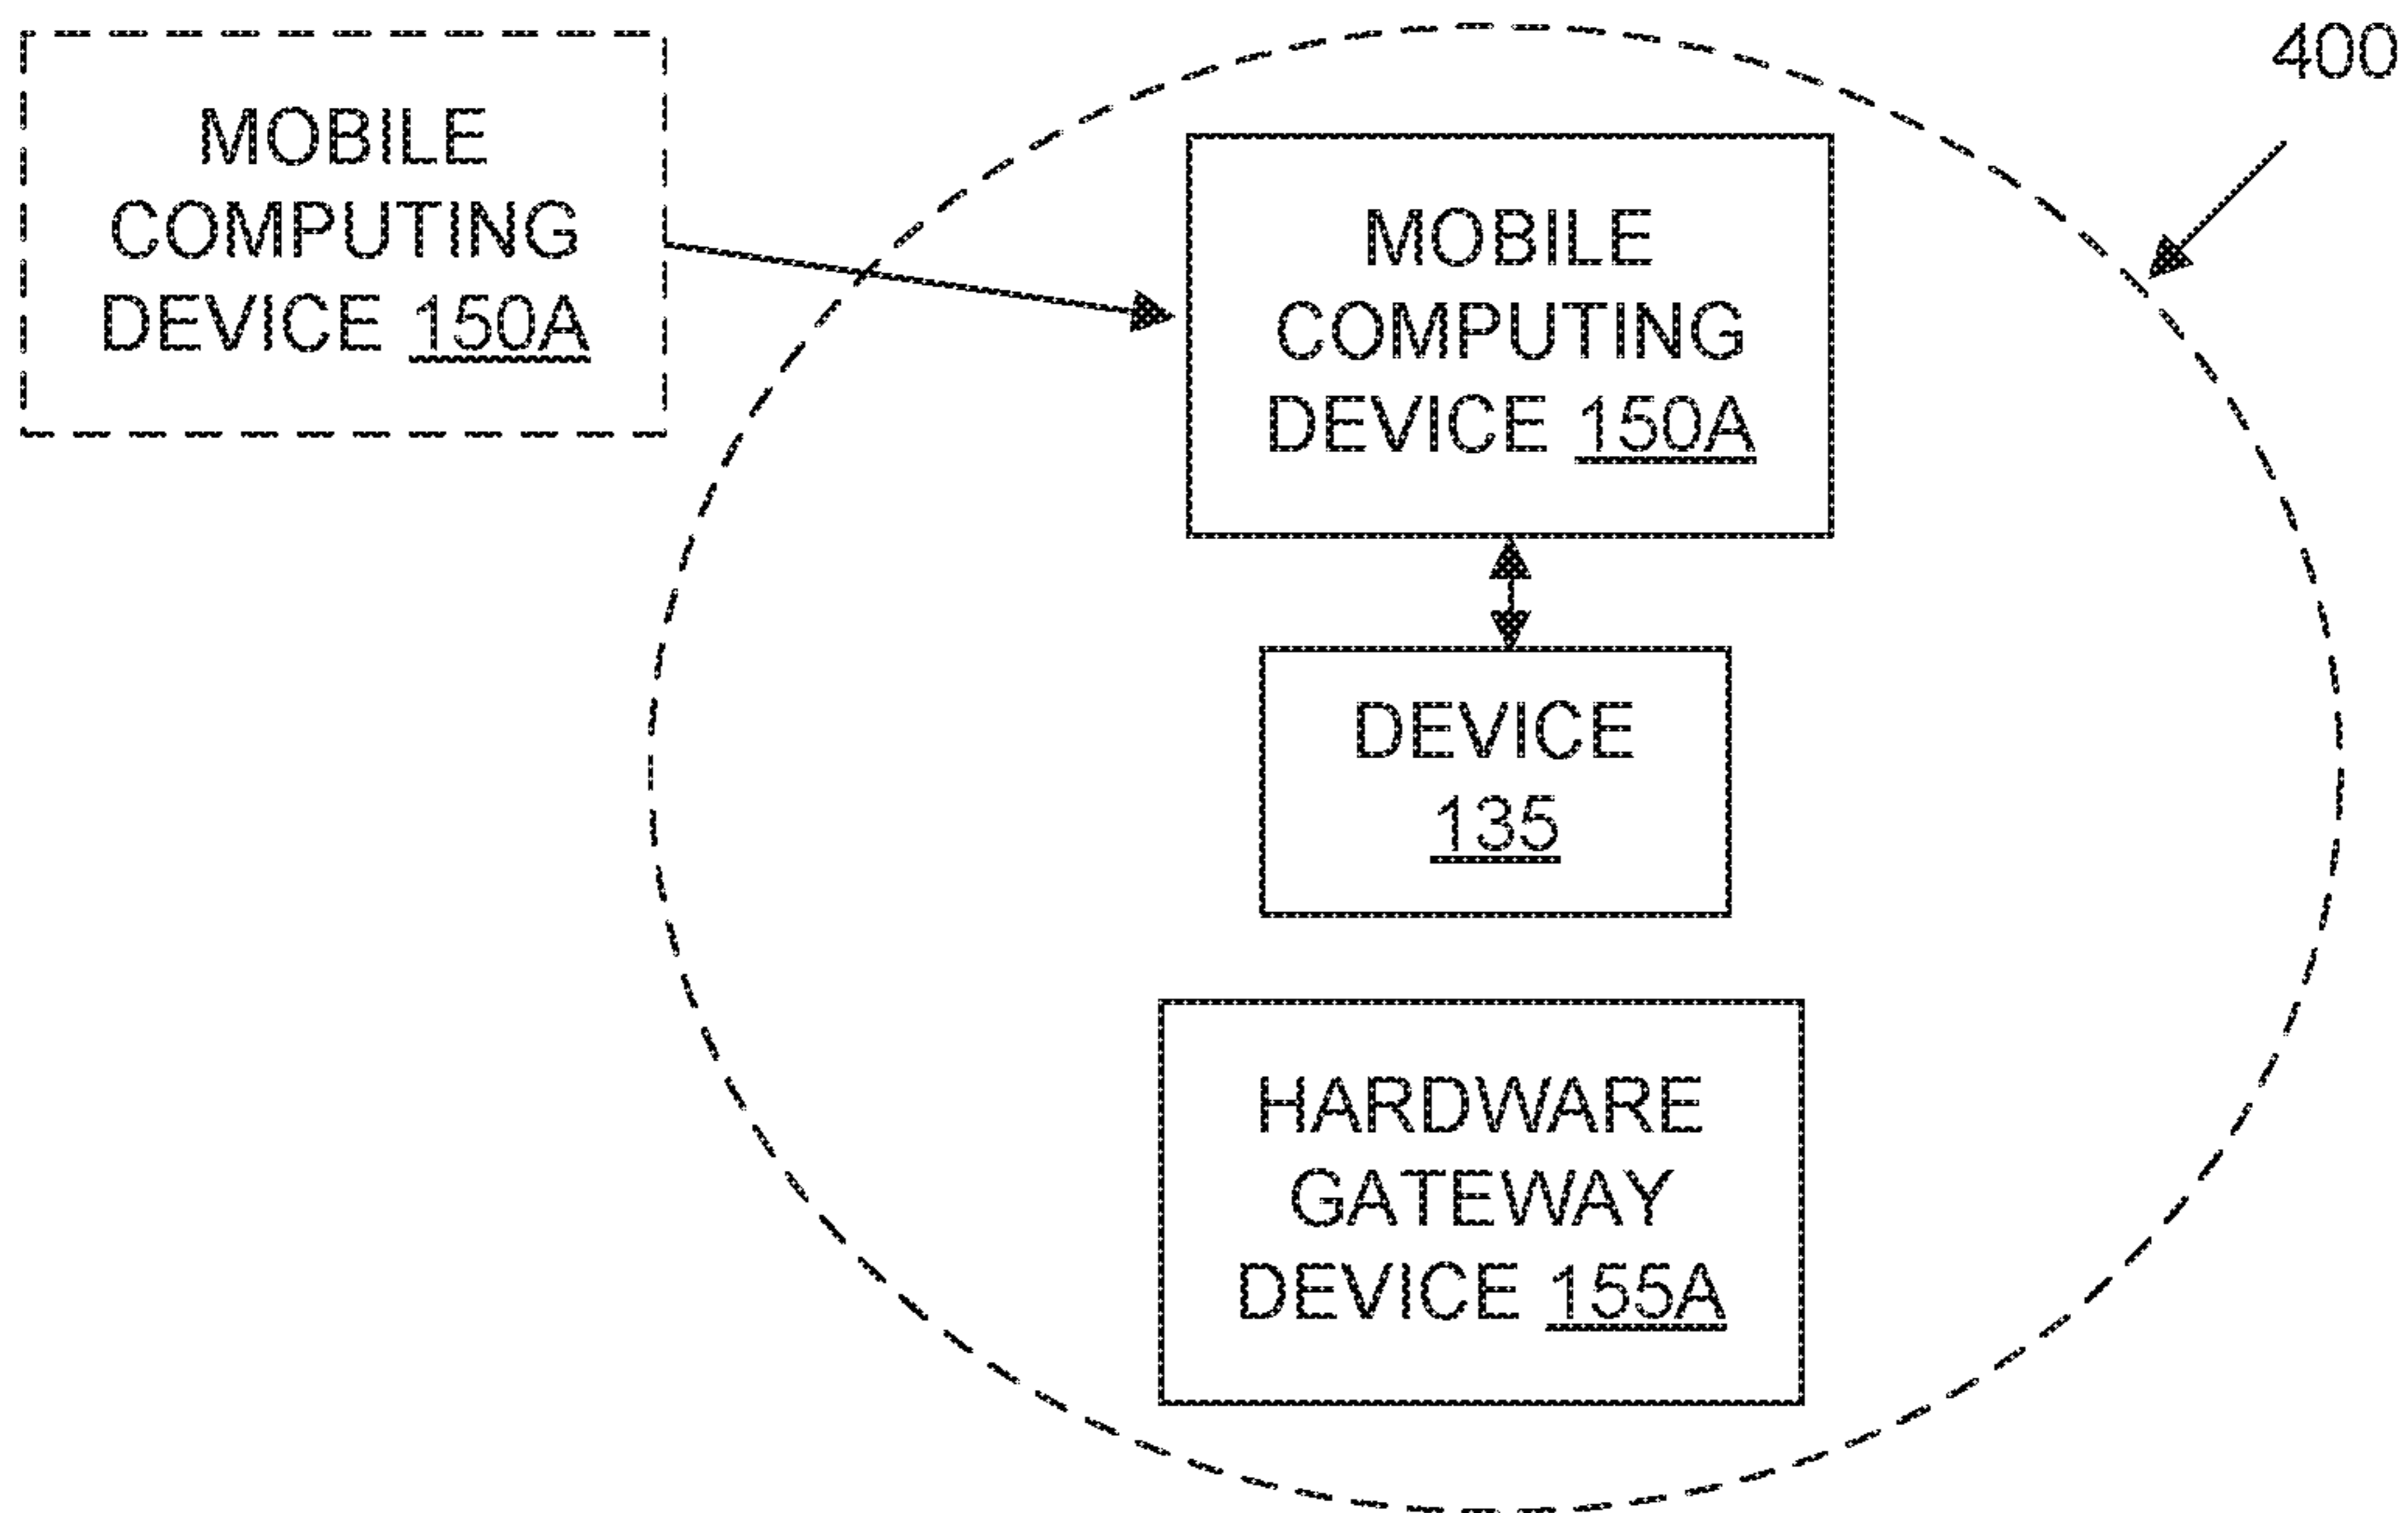 400
MOBILE
COMPUTING
DEVICE 150A
MOBILE
COMPUTING
DEVICE 150A
DEVICE
135
HARDWARE
GATEWAY
DEVICE 155A